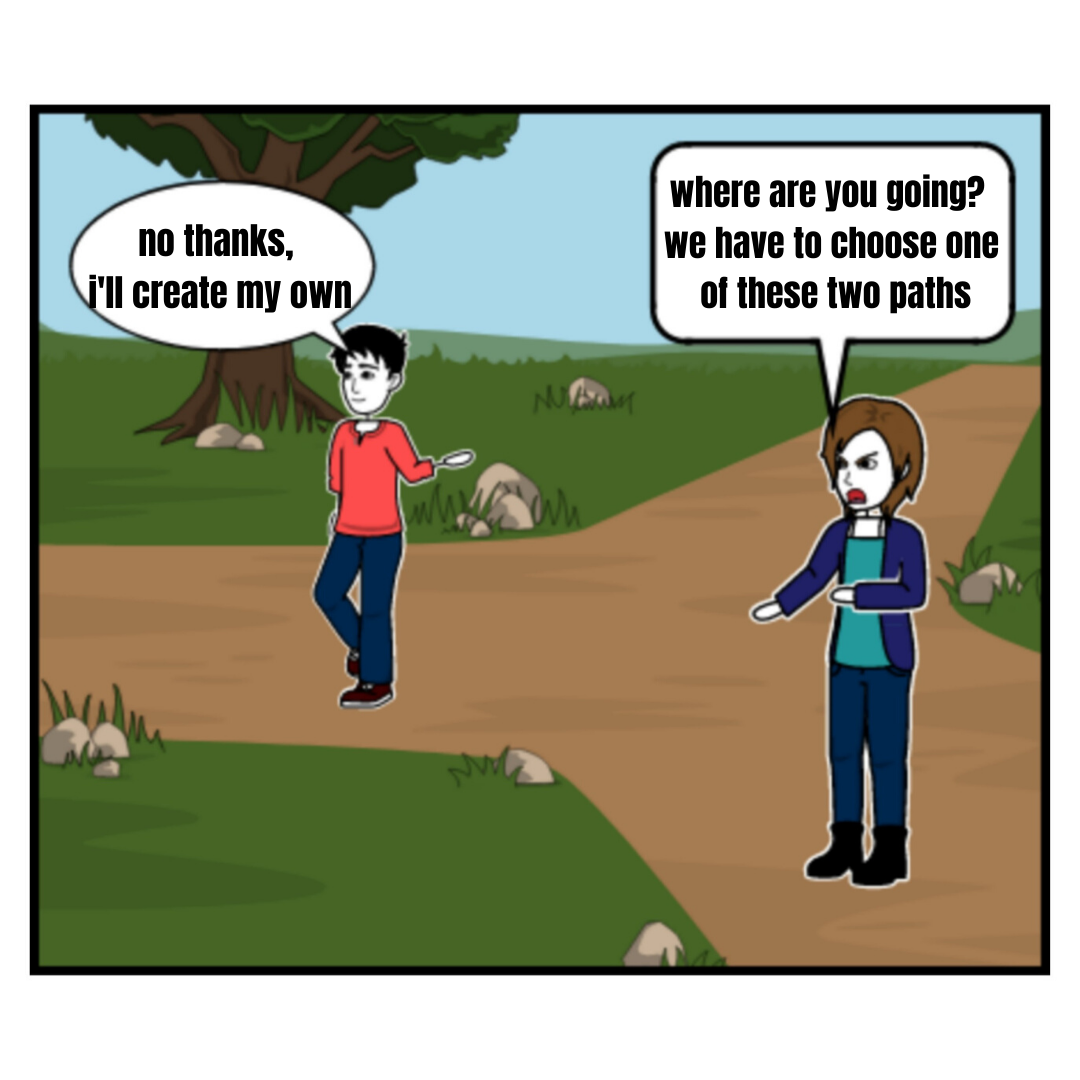 no thanks,
i'll create my own
where are you going?
we have to choose one
of these two paths